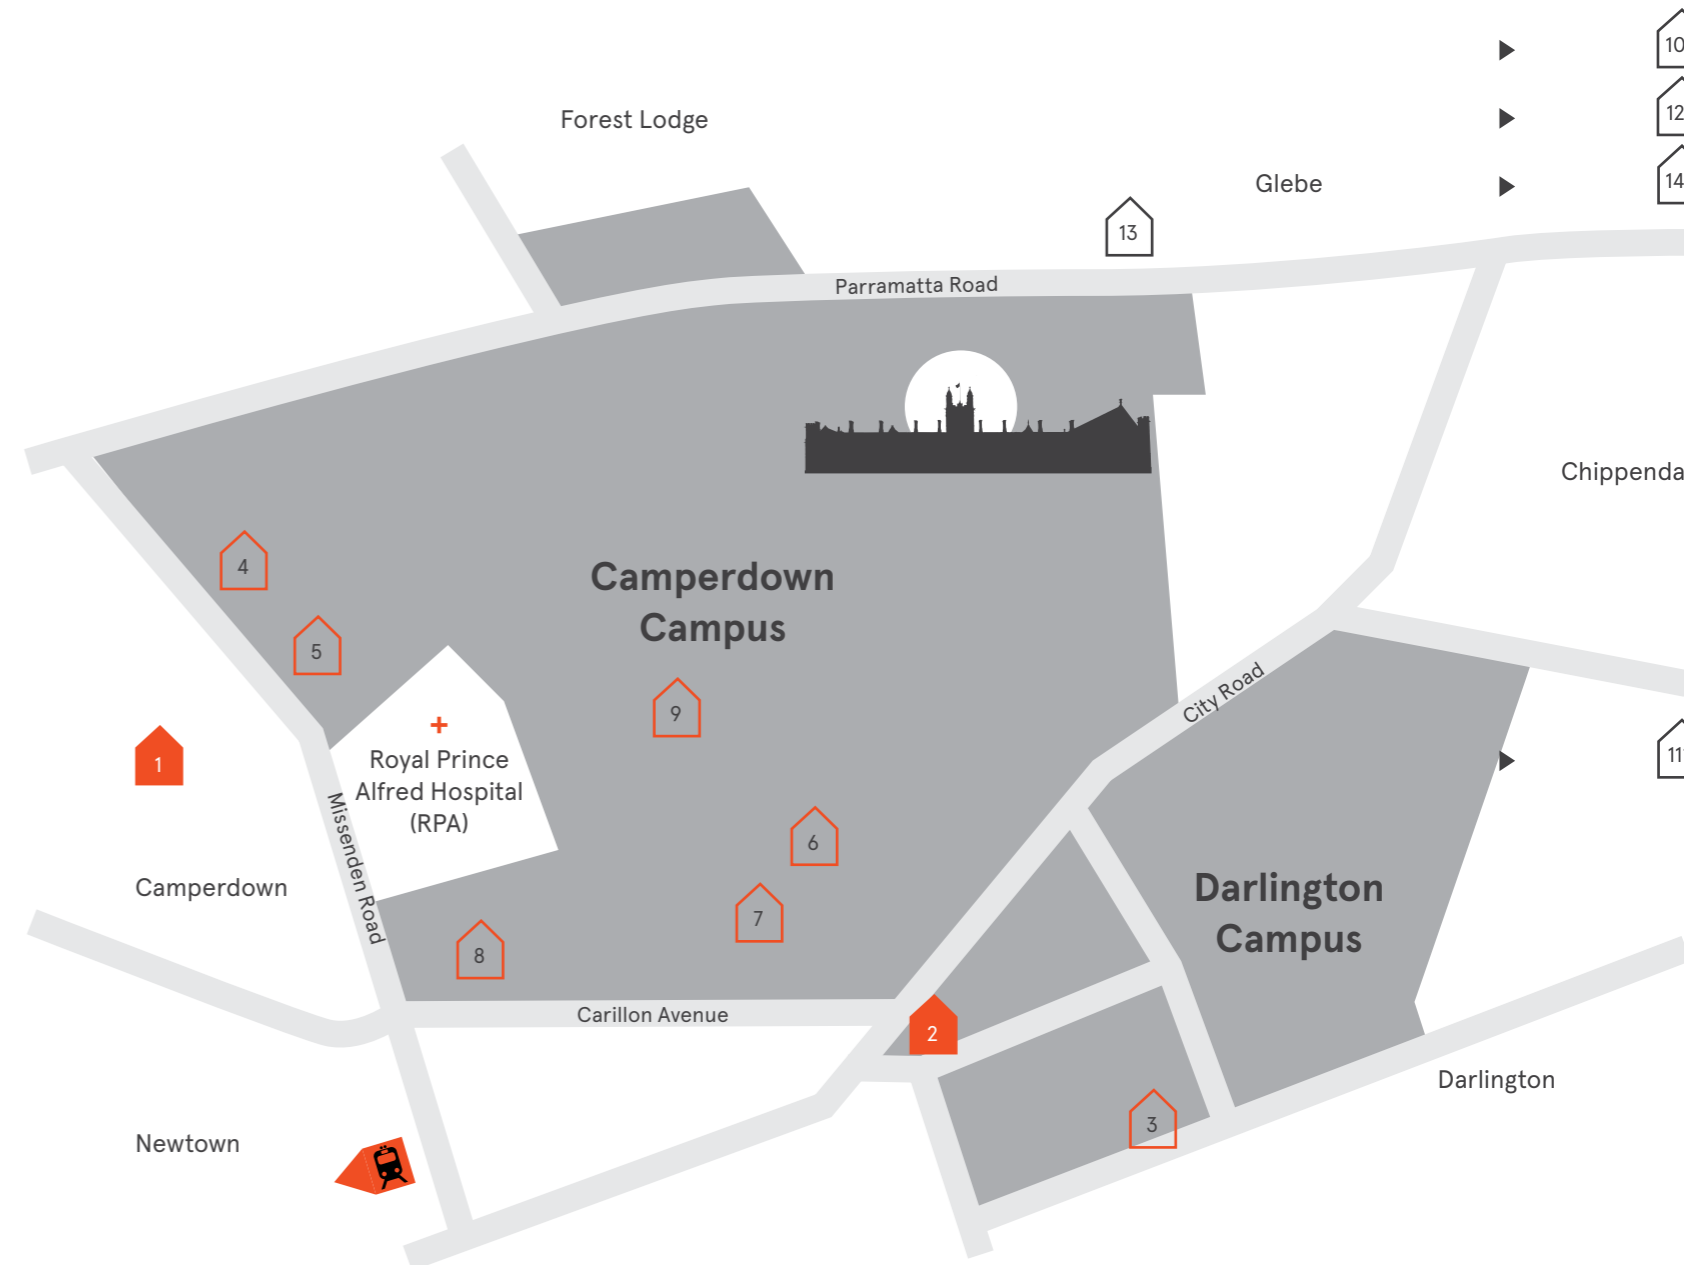 10
Forest Lodge
12
Glebe
14
13
Parramatta Road
Chippenda
4
Camperdown
Campus
5
City Road
9
Royal Prince
Alfred Hospital
(RPA)
1
11
Missenden Road
6
Camperdown
Darlington
Campus
7
8
Carillon Avenue
2
Darlington
3
Newtown